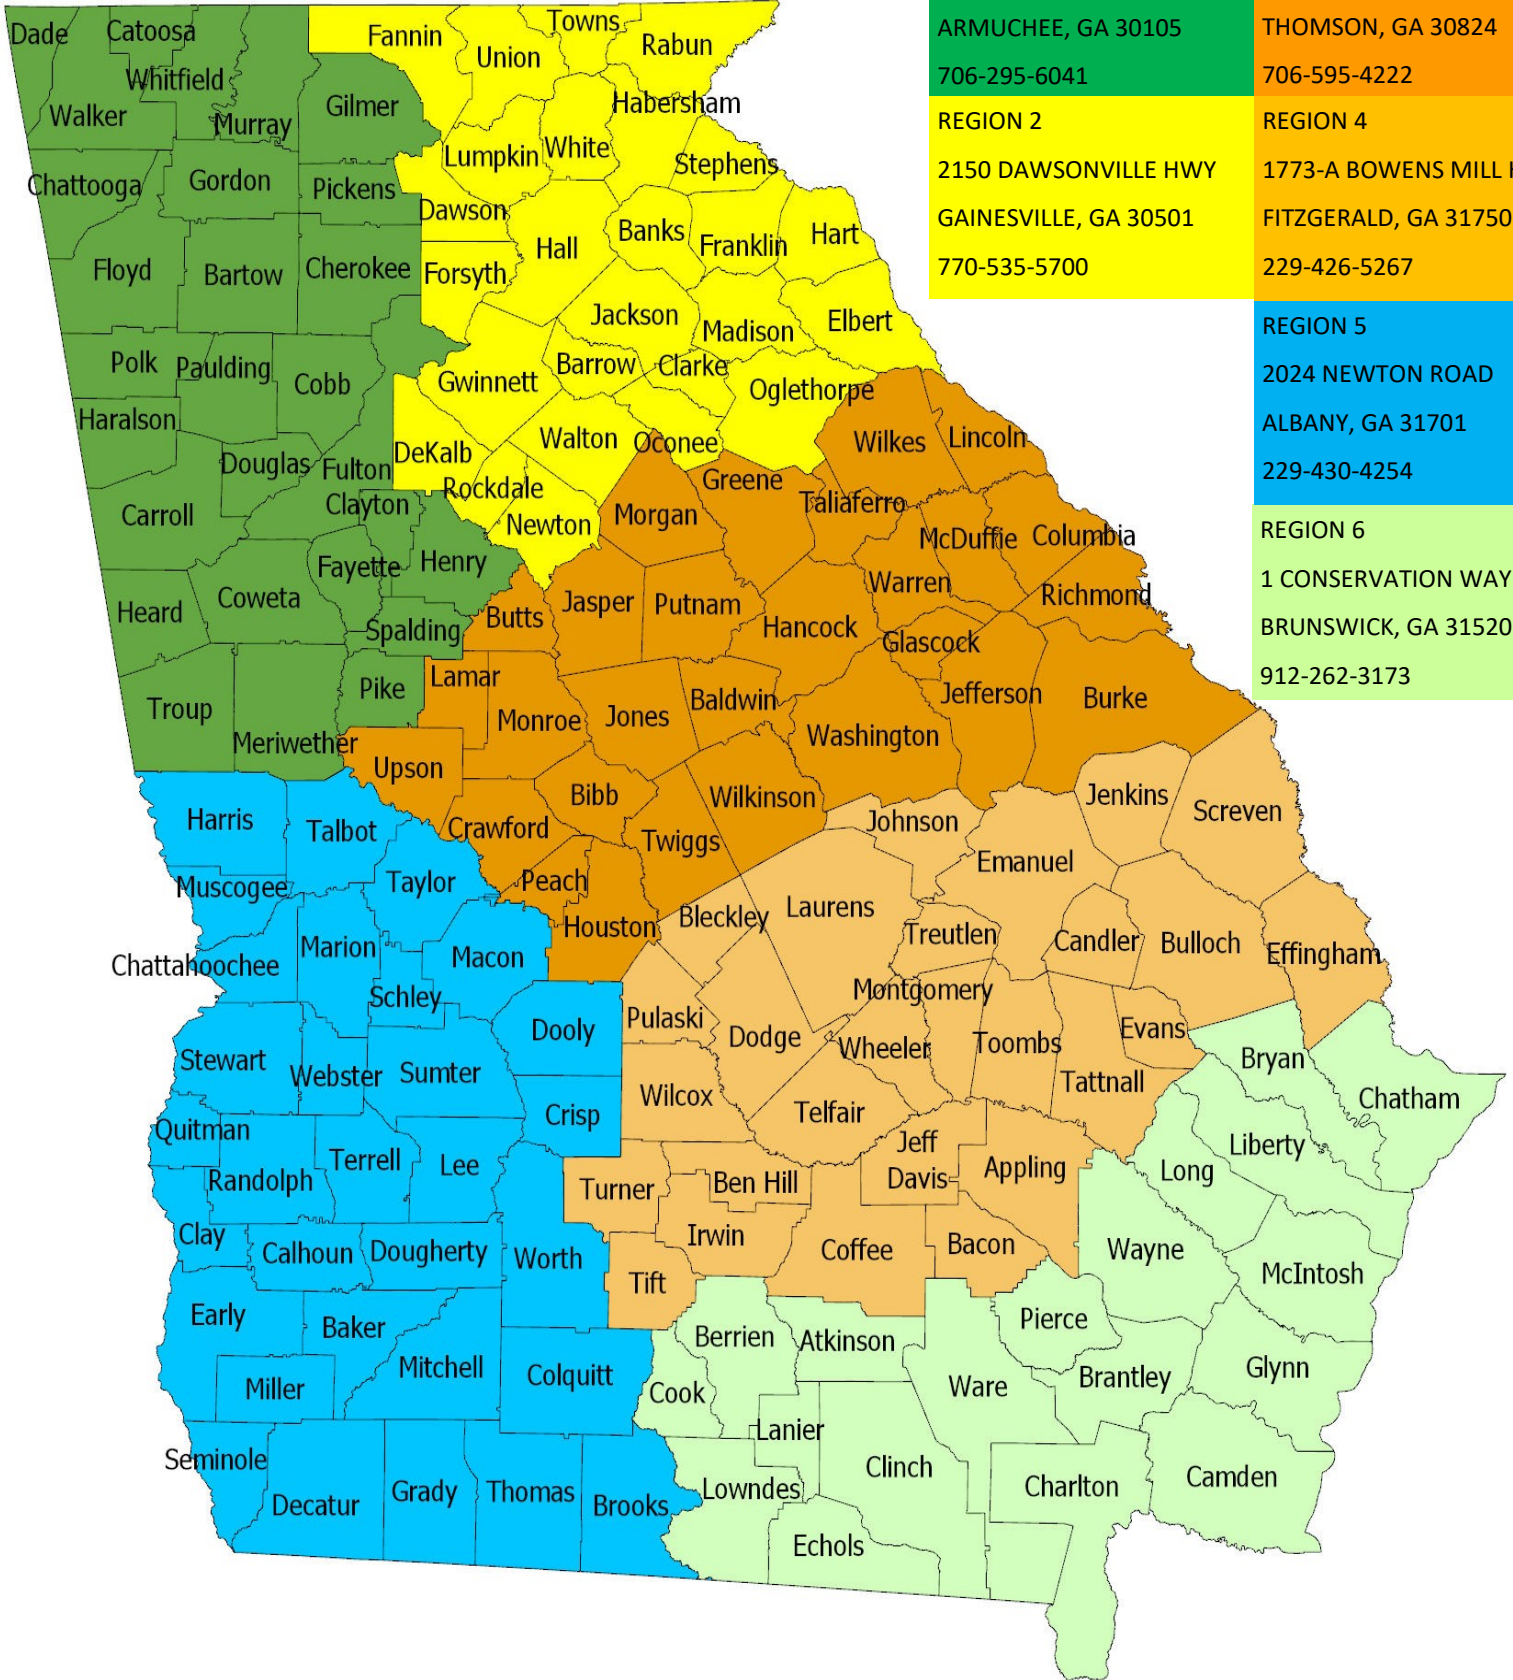 ARMUCHEE, GA 30105
706-295-6041
THOMSON, GA 30824
706-595-4222
REGION 2
2150 DAWSONVILLE HWY
GAINESVILLE, GA 30501
770-535-5700
REGION 4
1773-A BOWENS MILL
FITZGERALD, GA 31750
229-426-5267
REGION 5
2024 NEWTON ROAD
ALBANY, GA 31701
229-430-4254
REGION 6
1 CONSERVATION WAY
BRUNSWICK, GA 31520
912-262-3173
Dade
Catoosa
Fannin
Towns
Union
Rabun
Whitfield
Walker
Murray
Gilmer
Habersham
Lumpkin
White
Stephens
Chattooga
Gordon
Pickens
Dawson
Hall
Banks
Franklin
Hart
Floyd
Bartow
Cherokee
Forsyth
Jackson
Madison
Elbert
Polk
Paulding
Cobb
Gwinnett
Barrow
Clarke
Oglethorpe
Haralson
Douglas
Fulton
DeKalb
Walton
Oconee
Wilkes
Lincoln
Carroll
Clayton
Rockdale
Newton
Morgan
Greene
Taliaferro
McDuffie
Columbia
Heard
Coweta
Fayette
Henry
Spalding
Butts
Jasper
Putnam
Hancock
Warren
Richmond
Glascock
Troup
Meriwether
Pike
Lamar
Monroe
Jones
Baldwin
Washington
Jefferson
Burke
Upson
Bibb
Wilkinson
Crawford
Twiggs
Johnson
Jenkins
Screven
Harris
Talbot
Taylor
Peach
Houston
Bleckley
Laurens
Emanuel
Muscogee
Chattahoochee
Marion
Macon
Schley
Treutlen
Candler
Bulloch
Effingham
Montgomery
Dooly
Pulaski
Dodge
Wheeler
Toombs
Evans
Tattnall
Bryan
Chatham
Stewart
Webster
Sumter
Crisp
Wilcox
Telfair
Quitman
Randolph
Terrell
Lee
Turner
Ben Hill
Jeff
Davis
Appling
Long
Liberty
Clay
Calhoun
Dougherty
Worth
Irwin
Tift
Coffee
Bacon
Wayne
McIntosh
Early
Baker
Mitchell
Miller
Colquitt
Berrien
Cook
Atkinson
Pierce
Ware
Brantley
Glynn
Lanier
Seminole
Decatur
Grady
Thomas
Brooks
Lowndes
Clinch
Echols
Charlton
Camden